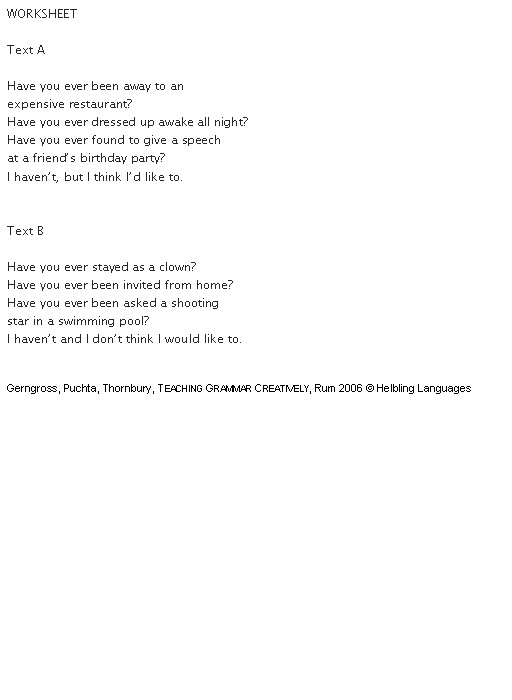 WORKSHEET
Text A
Have you ever been away to an
expensive restaurant?
Have you ever dressed up awake all night?
Have you ever found to give a speech
at a friend's birthday party?
I haven't, but I think I'd like to.
Text B
Have you ever stayed as a clown?
Have you ever been invited from home?
Have you ever been asked a shooting
star in a swimming pool?
I haven't and I don't think I would like to.
Gerngross, Puchta, Thornbury, TEACHING GRAMMAR CREATIVELY, Rum 2006 © Helbling Languages